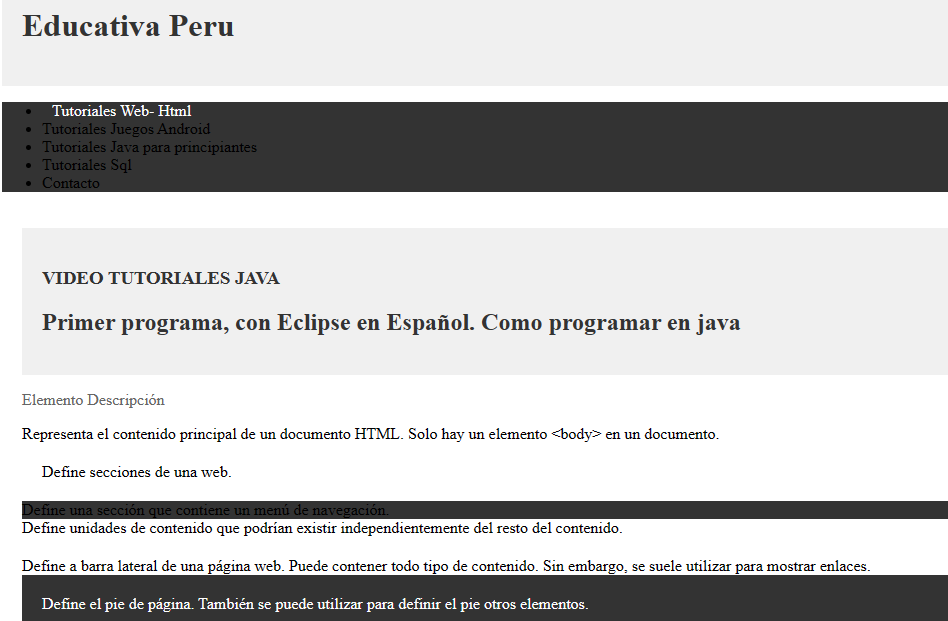 Educativa Peru
Tutoriales Web- Html
Tutoriales Juegos Android
Tutoriales Java para principiantes
Tutoriales Sql
Contacto
VIDEO TUTORIALES JAVA
Primer programa, con Eclipse en Español. Como programar en java
Elemento Descripción
Representa el contenido principal de un documento HTML. Solo hay un elemento <body> en un documento.
Define secciones de una web.
Define una sección que contiene un menú de navegación.
Define unidades de contenido que podrían existir independientemente del resto del contenido.
Define a barra lateral de una página web. Puede contener todo tipo de contenido. Sin embargo, se suele utilizar para mostrar enlaces.
Define el pie de página. También se puede utilizar para definir el pie otros elementos.